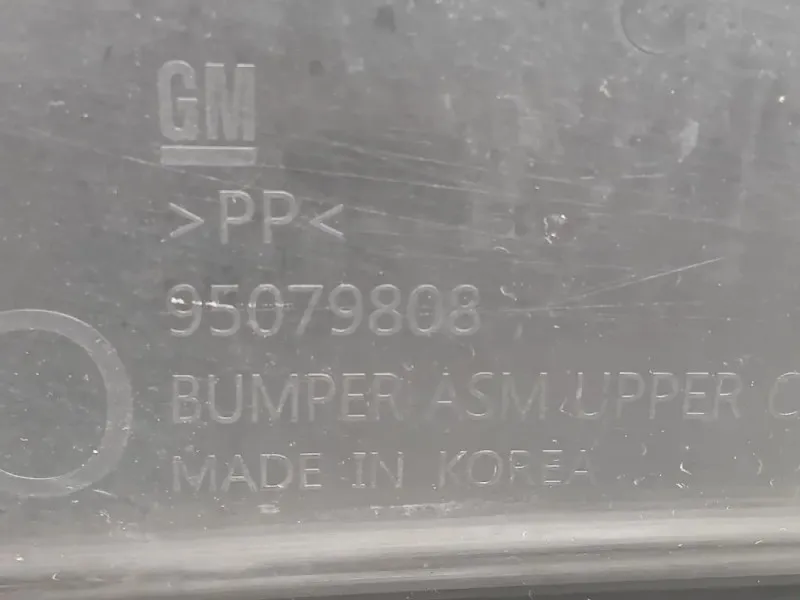 GM
>PP<
95079808
BUMPER ASM UPPER
MADE IN KOREA